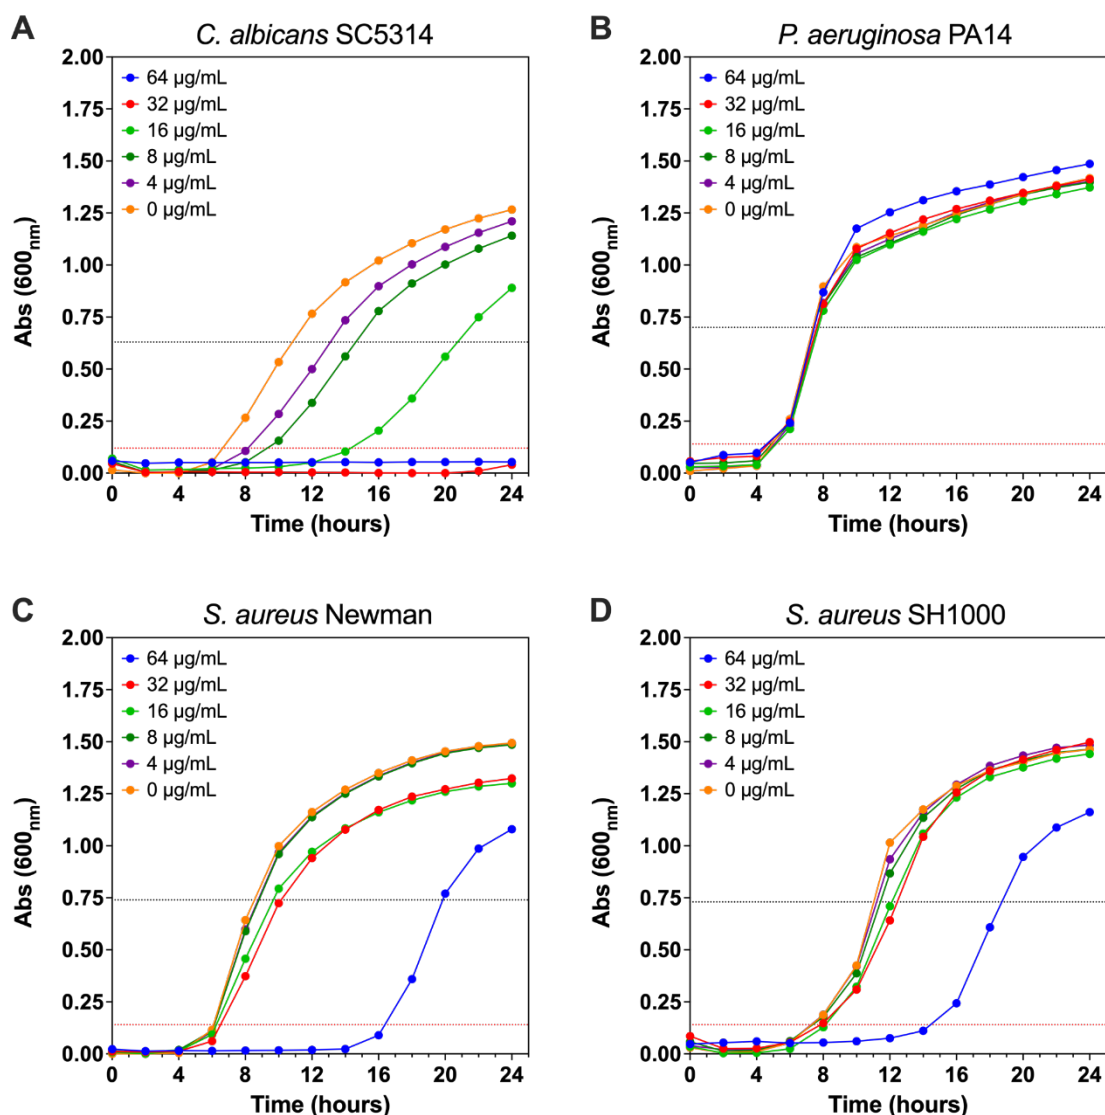 A
C. albicans SC5314
2.00
1.75
1.50
1.25
1.00
0.75
0.50
0.25
0.00
Abs (600nm)
64 µg/mL
32 µg/mL
16 µg/mL
8 µg/mL
4 µg/mL
0 µg/mL
0 4 8 12 16 20 24
Time (hours)
B
P. aeruginosa PA14
2.00
1.75
1.50
1.25
1.00
0.75
0.50
0.25
0.00
Abs (600nm)
64 µg/mL
32 µg/mL
16 µg/mL
8 µg/mL
4 µg/mL
0 µg/mL
0 4 8 12 16 20 24
Time (hours)
C
S. aureus Newman
2.00
1.75
1.50
1.25
1.00
0.75
0.50
0.25
0.00
Abs (600nm)
64 µg/mL
32 µg/mL
16 µg/mL
8 µg/mL
4 µg/mL
0 µg/mL
0 4 8 12 16 20 24
Time (hours)
D
S. aureus SH1000
2.00
1.75
1.50
1.25
1.00
0.75
0.50
0.25
0.00
Abs (600nm)
64 µg/mL
32 µg/mL
16 µg/mL
8 µg/mL
4 µg/mL
0 µg/mL
0 4 8 12 16 20 24
Time (hours)